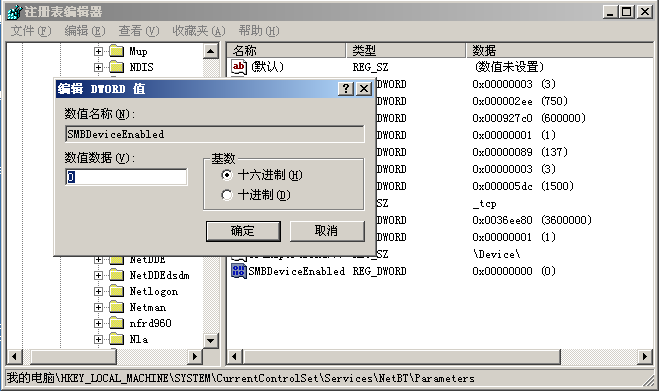 注册表编辑器
文件(F) 编辑(E) 查看(V) 收藏夹(A) 帮助(H)
Mup
NDIS
名称 类型 数据
(默认) REG_SZ (数值未设置)
DWORD 0x00000003 (3)
DWORD 0x000002ee (750)
DWORD 0x000927c0 (600000)
DWORD 0x00000001 (1)
DWORD 0x00000089 (137)
DWORD 0x00000003 (3)
DWORD 0x000005dc (1500)
SZ _tcp
DWORD 0x0036ee80 (3600000)
DWORD 0x00000001 (1)
SZ \Device\
SMBDeviceEnabled REG_DWORD 0x00000000 (0)
编辑 DWORD 值
数值名称(N):
SMBDeviceEnabled
数值数据(V):
0
基数
十六进制(H)
十进制(D)
确定 取消
NetDDE
NetDDEdsdm
Netlogon
Netman
nfrd960
Nla
我的电脑\HKEY_LOCAL_MACHINE\SYSTEM\CurrentControlSet\Services\NetBT\Parameters